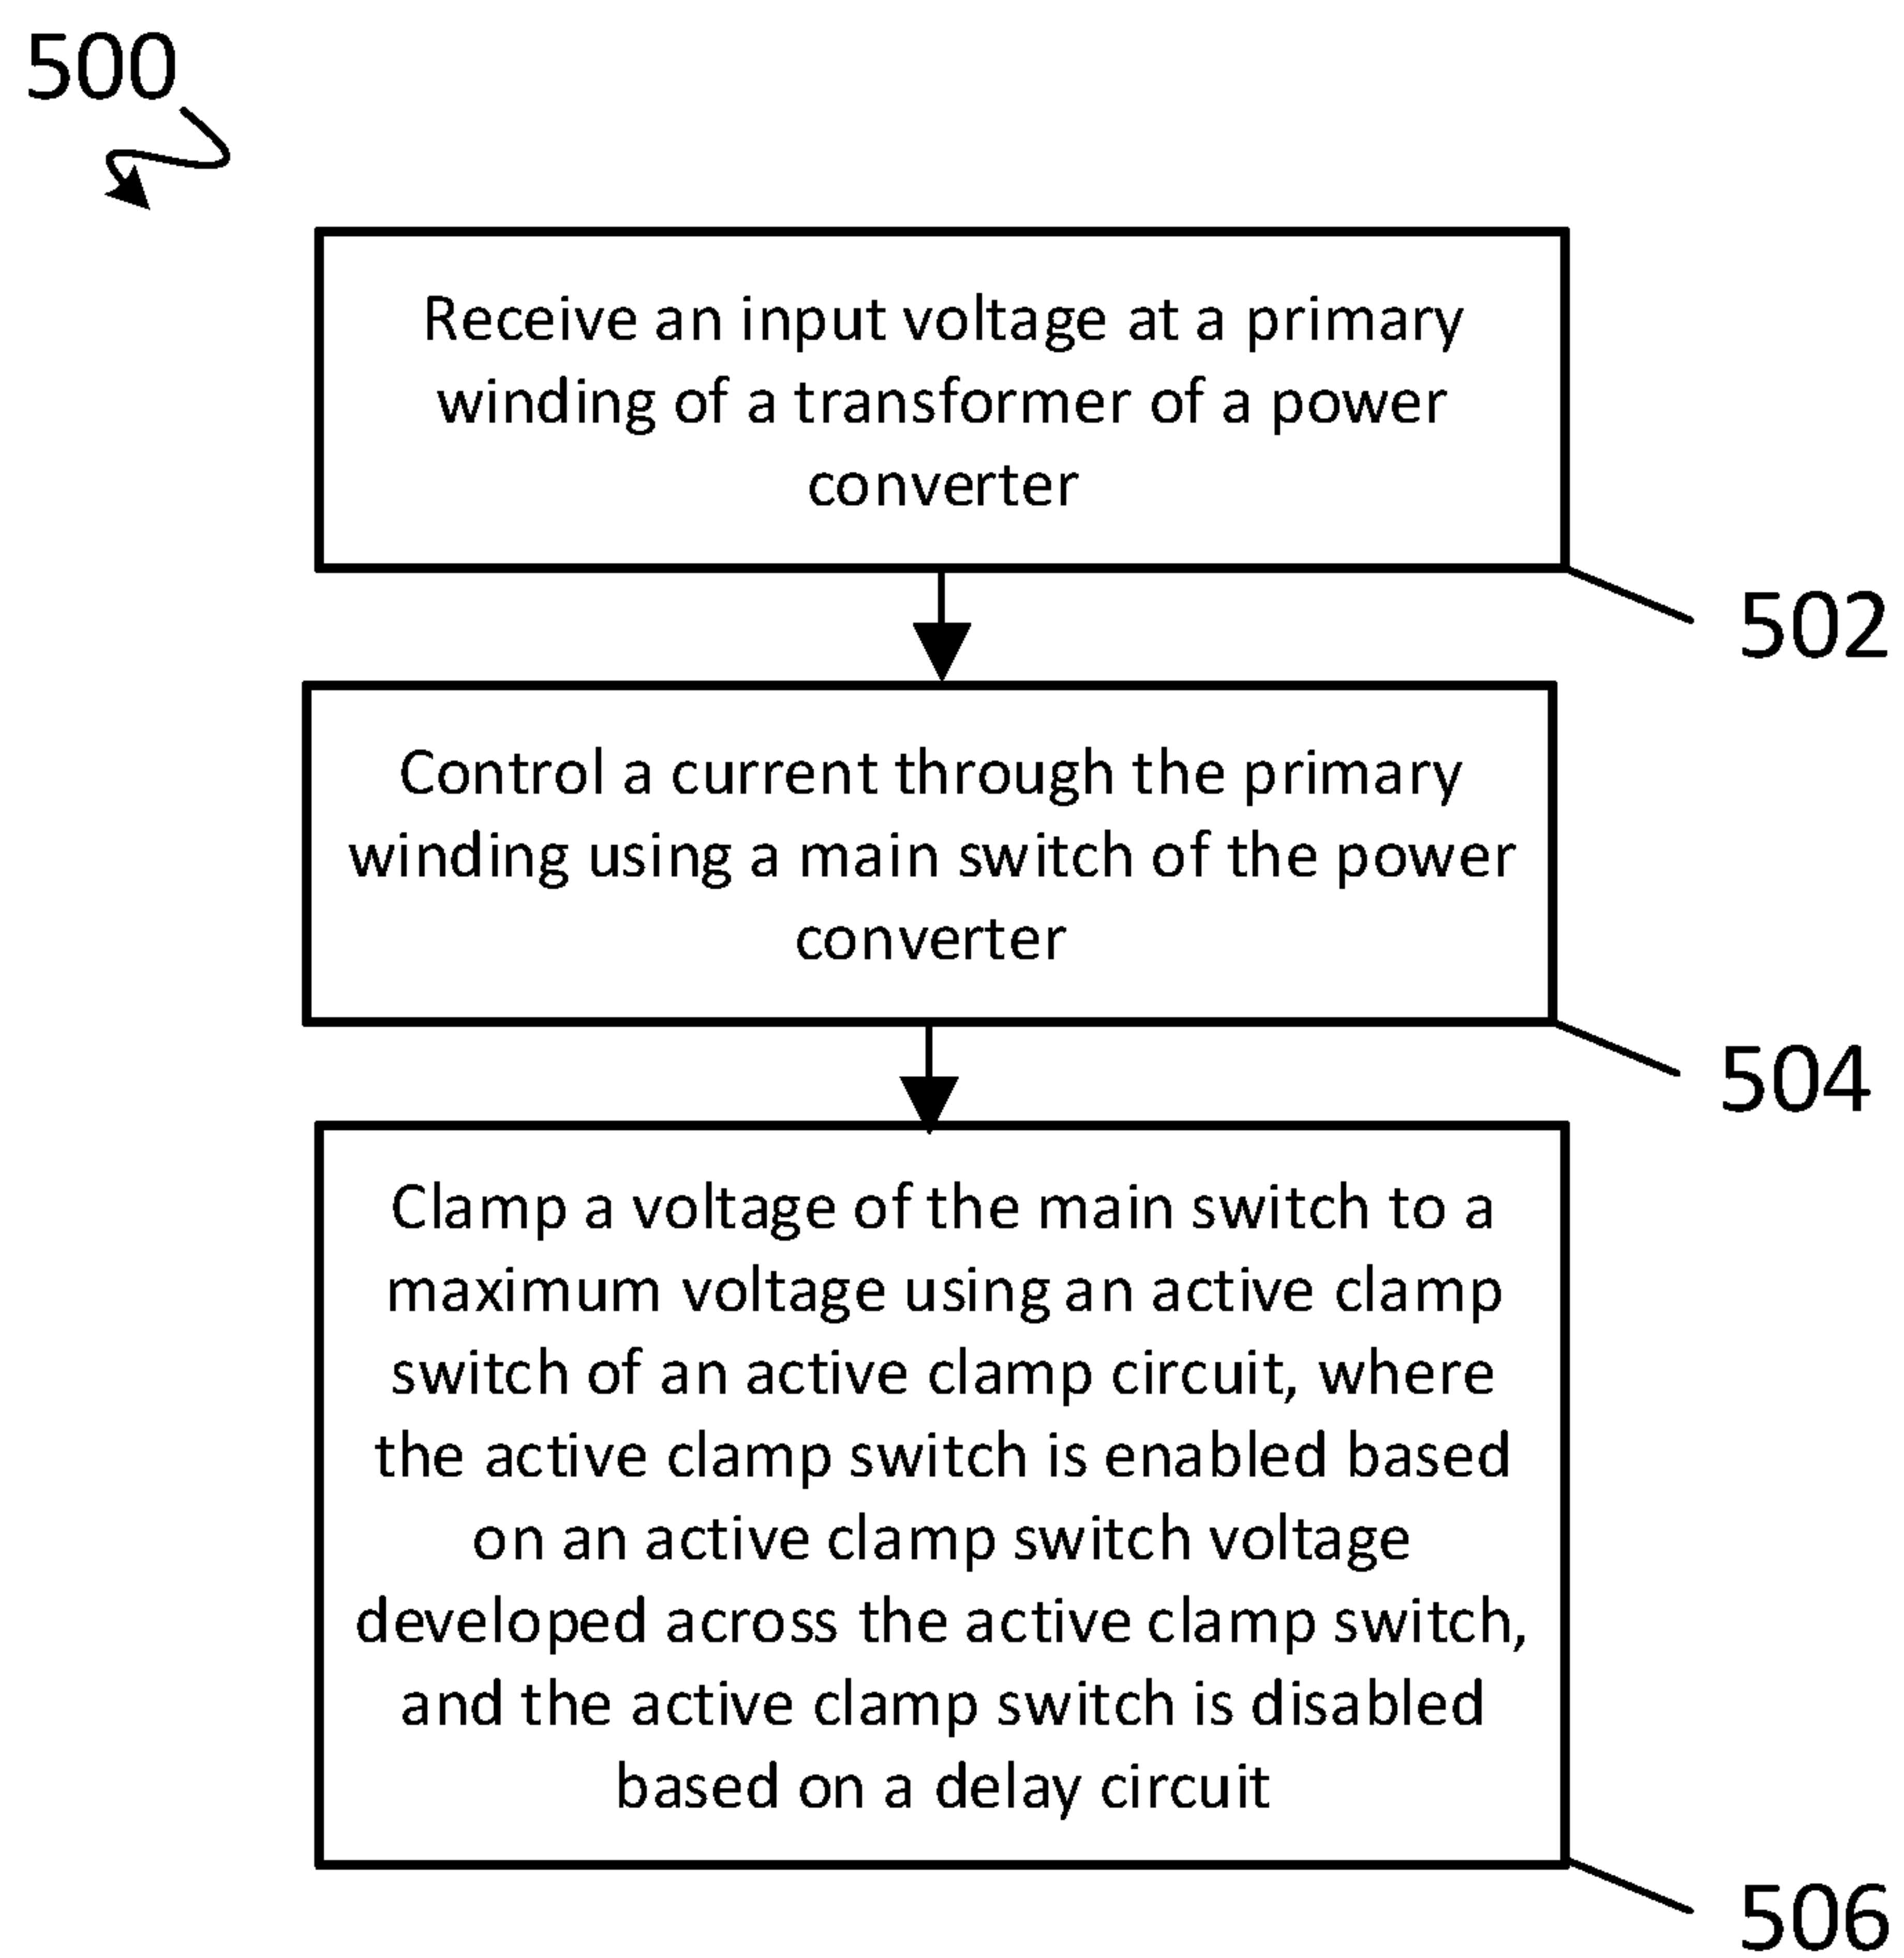 500
Receive an input voltage at a primary
winding of a transformer of a power
converter
502
Control a current through the primary
winding using a main switch of the power
converter
504
Clamp a voltage of the main switch to a
maximum voltage using an active clamp
switch of an active clamp circuit, where
the active clamp switch is enabled based
on an active clamp switch voltage
developed across the active clamp switch,
and the active clamp switch is disabled
based on a delay circuit
506